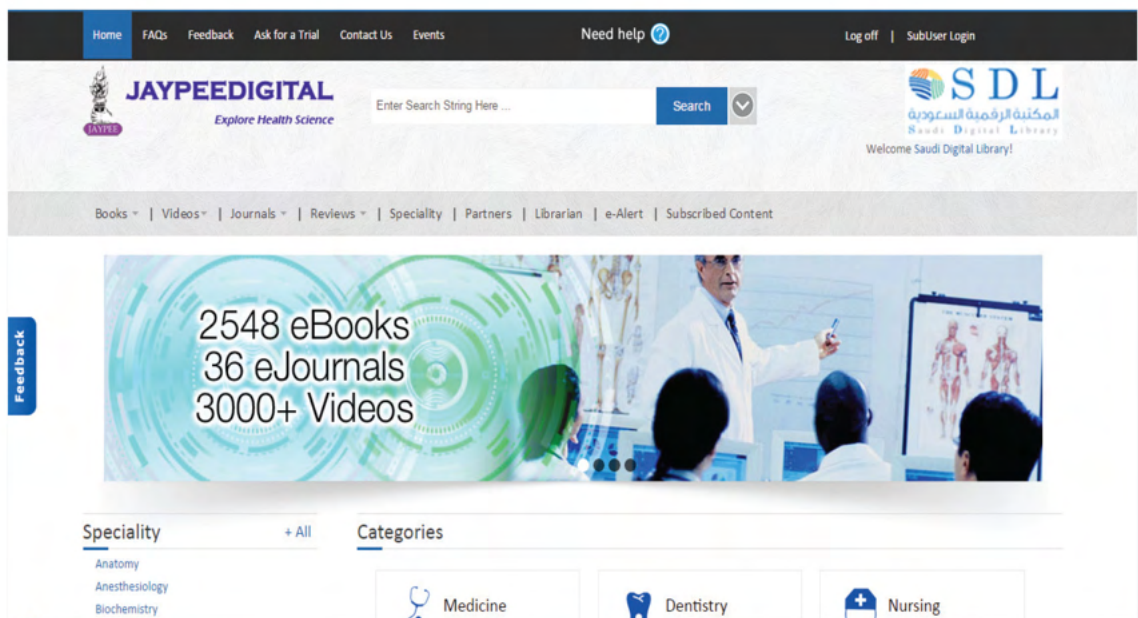 Home FAQs Feedback Ask for a Trial Contact Us Events Need help ? Log off | SubUser Login
JAYPEE
JAYPEEDIGITAL
Explore Health Science
Enter Search String Here ...
Search
SDL
المكتبة الرقمية السعودية
Saudi Digital Library
Welcome Saudi Digital Library!
Books | Videos | Journals | Reviews | Speciality | Partners | Librarian | e-Alert | Subscribed Content
Feedback
2548 eBooks
36 eJournals
3000+ Videos
Speciality + All
Anatomy
Anesthesiology
Biochemistry
Categories
Medicine
Dentistry
Nursing